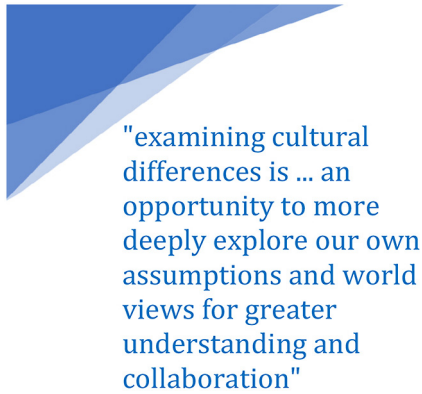 "examining cultural
differences is ... an
opportunity to more
deeply explore our own
assumptions and world
views for greater
understanding and
collaboration"